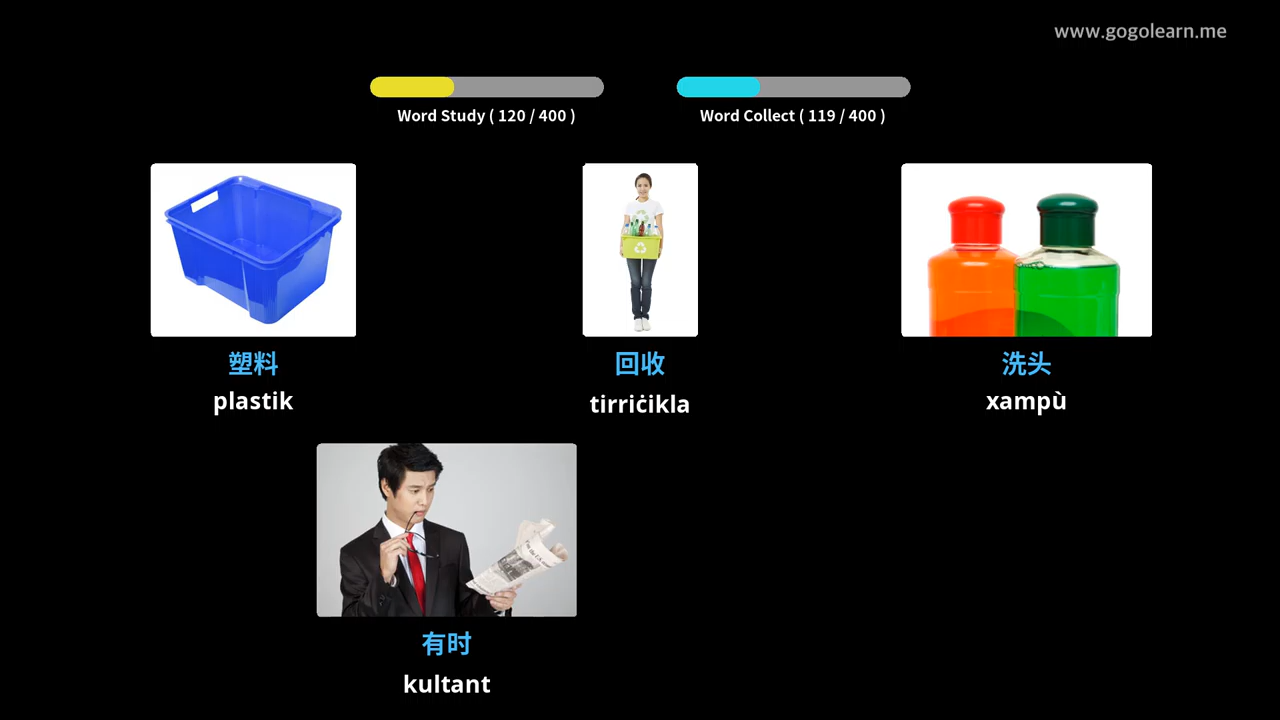 www.gogolearn.me
Word Study ( 120 / 400 )
Word Collect ( 119 / 400 )
塑料
plastik
回收
tirriċikla
洗头
xampù
有时
kultant